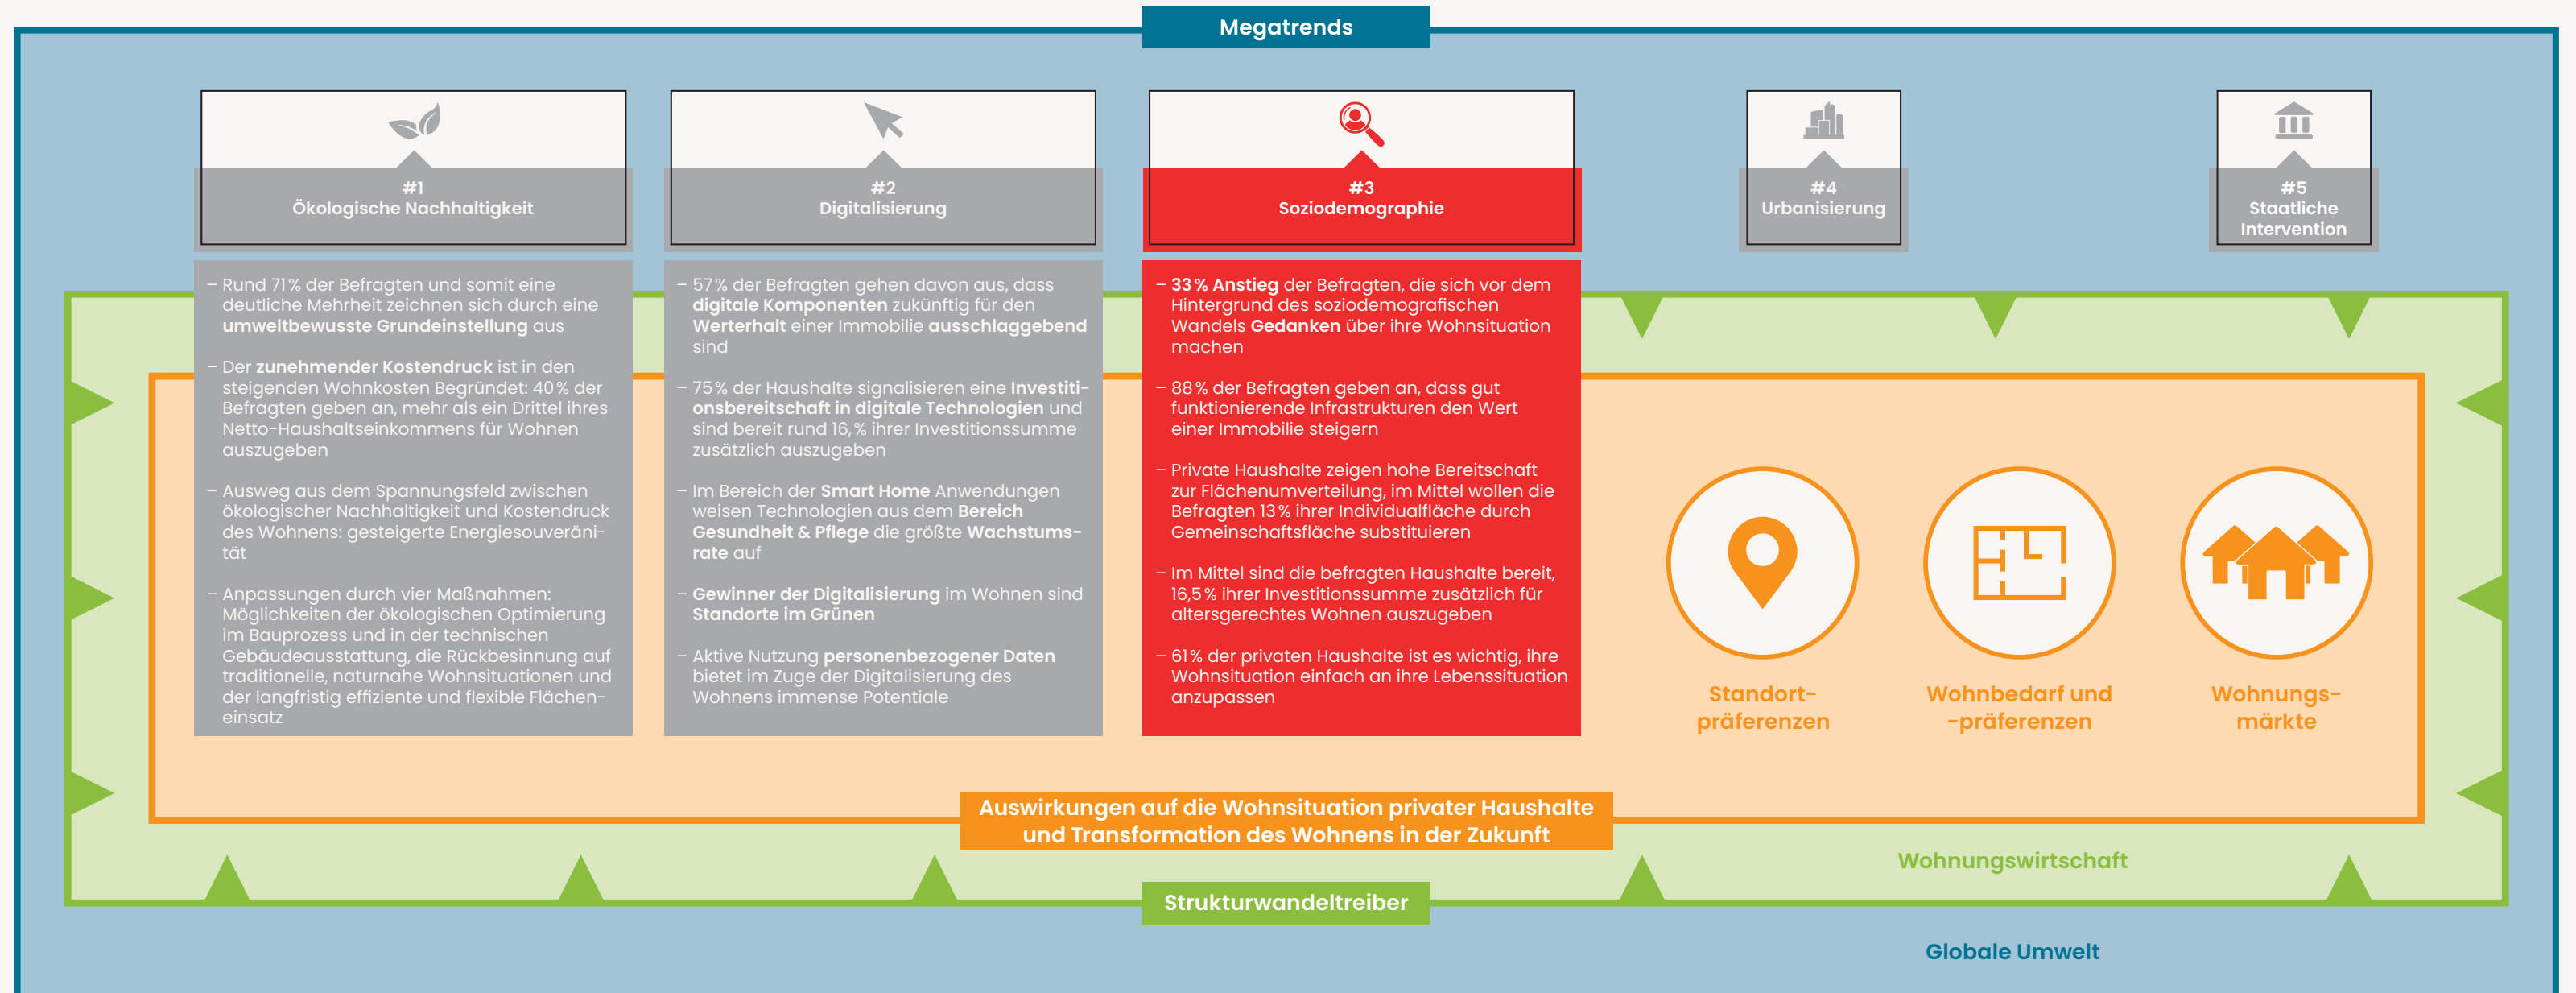 Megatrends
#1
Ökologische Nachhaltigkeit
– Rund 71 % der Befragten und somit eine
deutliche Mehrheit zeichnen sich durch eine
umweltbewusste Grundeinstellung aus
– Der zunehmender Kostendruck ist in den
steigenden Wohnkosten Begründet: 40 % der
Befragten geben an, mehr als ein Drittel ihres
Netto-Haushaltseinkommens für Wohnen
auszugeben
– Ausweg aus dem Spannungsfeld zwischen
ökologischer Nachhaltigkeit und Kostendruck
des Wohnens: gesteigerte Energiesouveräni-
tät
– Anpassungen durch vier Maßnahmen:
Möglichkeiten der ökologischen Optimierung
im Bauprozess und in der technischen
Gebäudeausstattung, die Rückbesinnung auf
traditionelle, naturnahe Wohnsituationen und
der langfristig effiziente und flexible Flächen-
einsatz
#2
Digitalisierung
– 57 % der Befragten gehen davon aus, dass
digitale Komponenten zukünftig für den
Werterhalt einer Immobilie ausschlaggebend
sind
– 75 % der Haushalte signalisieren eine Investiti-
onsbereitschaft in digitale Technologien und
sind bereit rund 16, % ihrer Investitionssumme
zusätzlich auszugeben
– Im Bereich der Smart Home Anwendungen
weisen Technologien aus dem Bereich
Gesundheit & Pflege die größte Wachstums-
rate auf
– Gewinner der Digitalisierung im Wohnen sind
Standorte im Grünen
– Aktive Nutzung personenbezogener Daten
bietet im Zuge der Digitalisierung des
Wohnens immense Potentiale
#3
Soziodemographie
– 33 % Anstieg der Befragten, die sich vor dem
Hintergrund des soziodemografischen
Wandels Gedanken über ihre Wohnsituation
machen
– 88 % der Befragten geben an, dass gut
funktionierende Infrastrukturen den Wert
einer Immobilie steigern
– Private Haushalte zeigen hohe Bereitschaft
zur Flächenumverteilung, im Mittel wollen die
Befragten 13 % ihrer Individualfläche durch
Gemeinschaftsfläche substituieren
– Im Mittel sind die befragten Haushalte bereit,
16,5 % ihrer Investitionssumme zusätzlich für
altersgerechtes Wohnen auszugeben
– 61 % der privaten Haushalte ist es wichtig, ihre
Wohnsituation einfach an ihre Lebenssituation
anzupassen
#4
Urbanisierung
#5
Staatliche
Intervention
Standort-
präferenzen
Wohnbedarf und
-präferenzen
Wohnungs-
märkte
Auswirkungen auf die Wohnsituation privater Haushalte
und Transformation des Wohnens in der Zukunft
Wohnungswirtschaft
Strukturwandeltreiber
Globale Umwelt